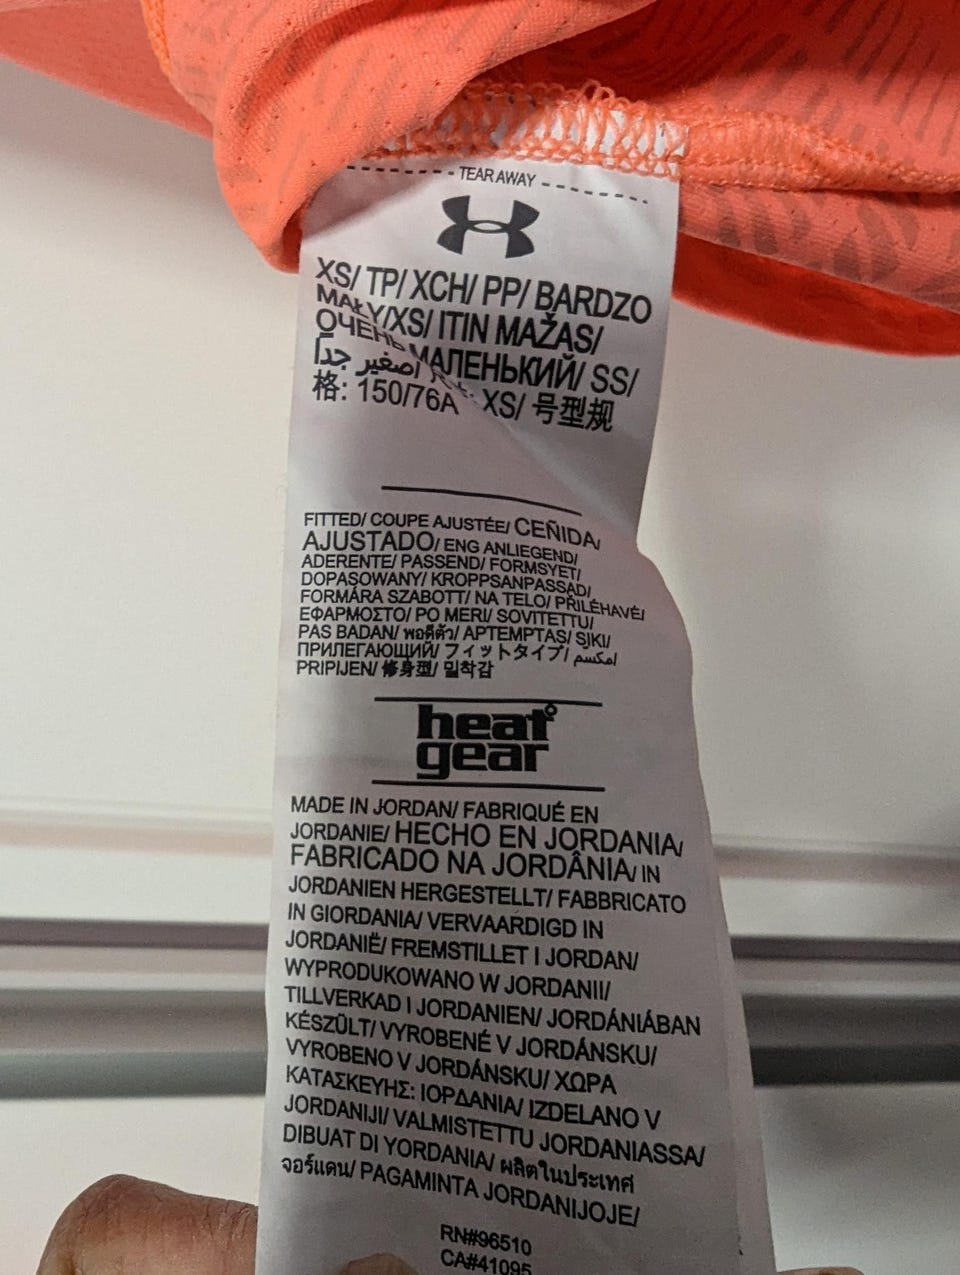 TEAR AWAY
XS/ TP/ XCH/ PP/ BARDZO
MAŁY/XS/ ITIN MAŽAS/
ОЧЕНЬ МАЛЕНЬКИЙ/ SS/
أصغير جداً XS/ 号型规
格: 150/76A
FITTED/ COUPE AJUSTÉE/ CEÑIDA/
AJUSTADO/ ENG ANLIEGEND/
ADERENTE/ PASSEND/ FORMSYET/
DOPASOWANY/ KROPPSANPASSAD/
FORMÁRA SZABOTT/ NA TELO/ PŘILÉHAVÉ/
ΕΦΑΡΜΟΣΤΟ/ PO MERI/ SOVITETTU/
PAS BADAN/ พอดีตัว/ APTEMPTAS/ SIKI/
ПРИЛЕГАЮЩИЙ/ フィットタイプ/ امكسم
PRIPIJEN/ 修身型/ 밀착감
heat
gear
MADE IN JORDAN/ FABRIQUÉ EN
JORDANIE/ HECHO EN JORDANIA/
FABRICADO NA JORDÂNIA/ IN
JORDANIEN HERGESTELLT/ FABBRICATO
IN GIORDANIA/ VERVAARDIGD IN
JORDANIË/ FREMSTILLET I JORDAN/
WYPRODUKOWANO W JORDANII/
TILLVERKAD I JORDANIEN/ JORDÁNIÁBAN
KÉSZÜLT/ VYROBENÉ V JORDÁNSKU/
VYROBENO V JORDÁNSKU/ ΧΩΡΑ
ΚΑΤΑΣΚΕΥΗΣ: ΙΟΡΔΑΝΙΑ/ IZDELANO V
JORDANIJI/ VALMISTETTU JORDANIASSA/
DIBUAT DI YORDANIA/ ผลิตในประเทศ
จอร์แดน/ PAGAMINTA JORDANIJOJE/
RN#96510
CA#41095